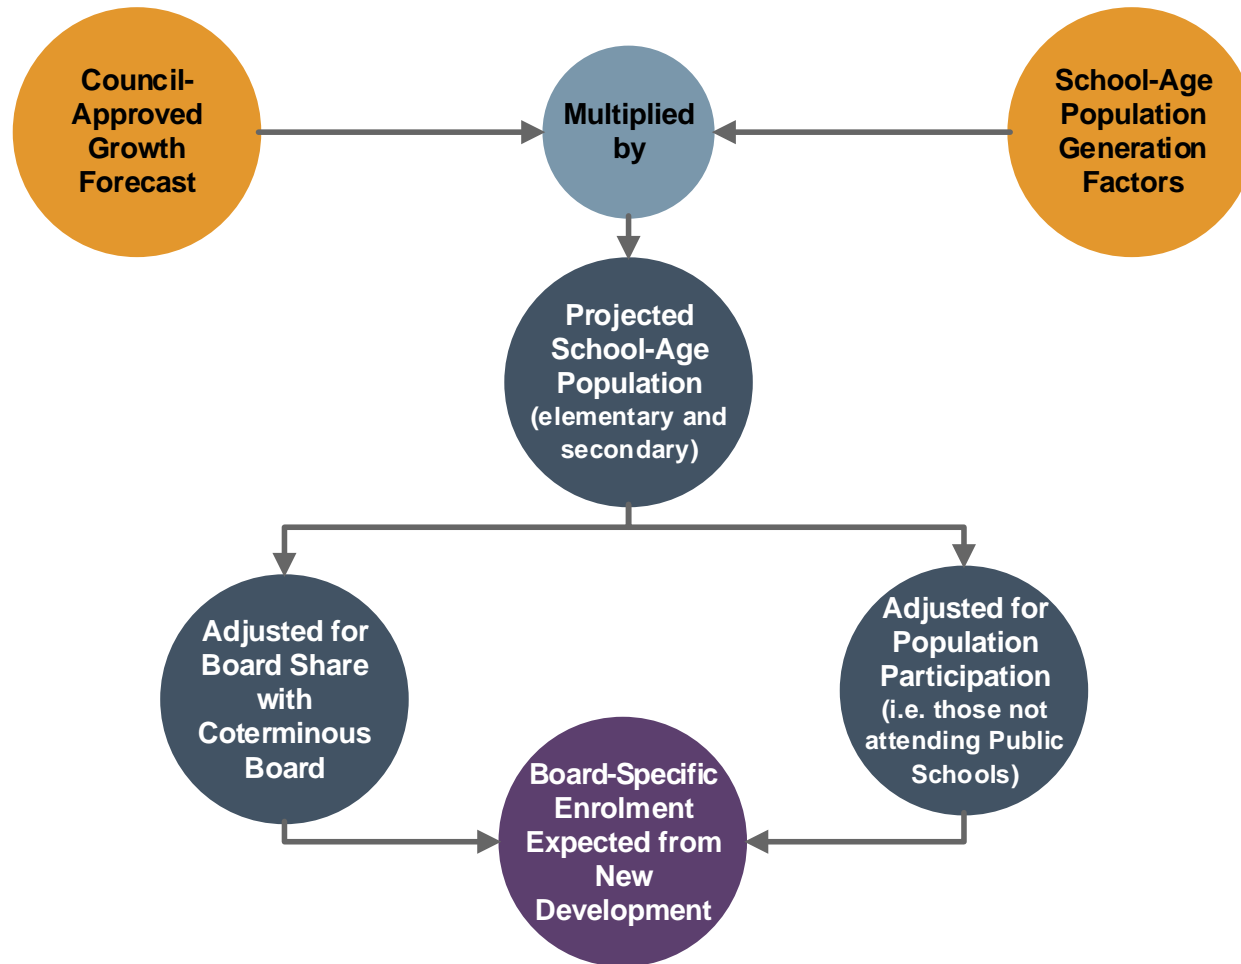 Council-
Approved
Growth
Forecast
Multiplied
by
School-Age
Population
Generation
Factors
Projected
School-Age
Population
(elementary and
secondary)
Adjusted for
Board Share
with
Coterminous
Board
Adjusted for
Population
Participation
(i.e. those not
attending Public
Schools)
Board-Specific
Enrolment
Expected from
New
Development